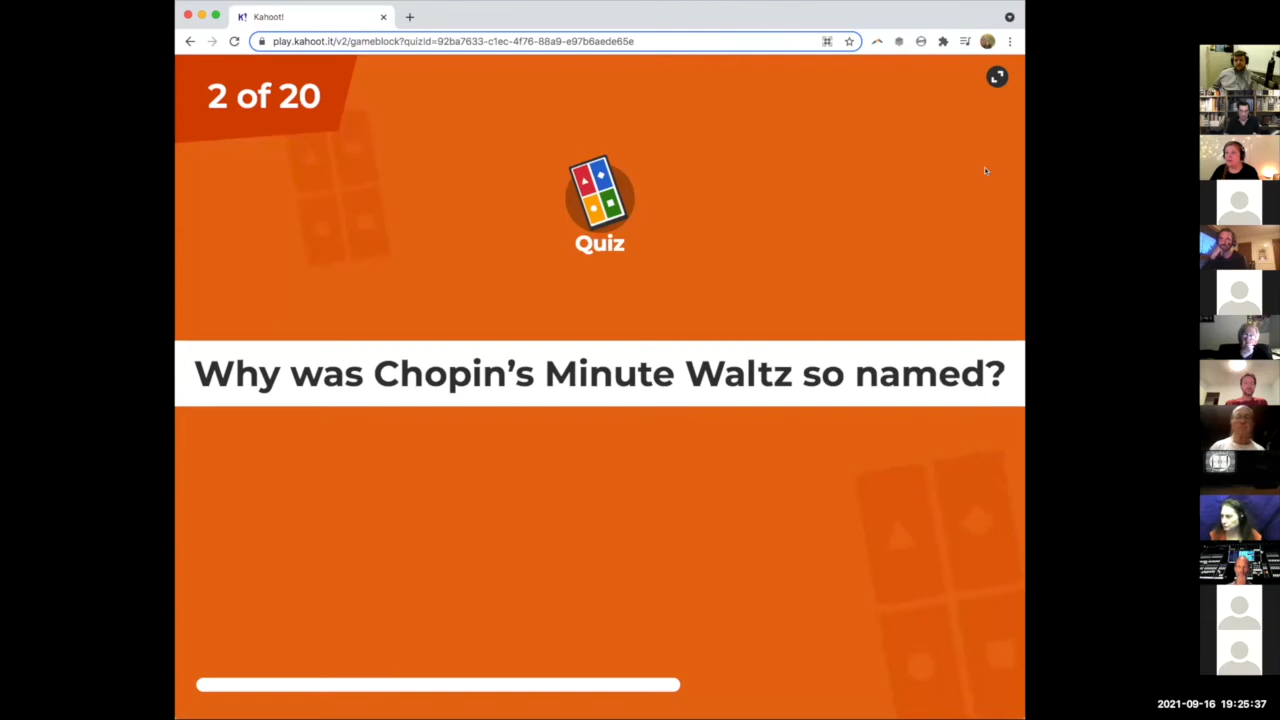 K! Kahoot!
play.kahoot.it/v2/gameblock?quizId=92ba7633-c1ec-4f76-88a9-e97b6aede65e
2 of 20
Quiz
Why was Chopin’s Minute Waltz so named?
2021-09-16 19:25:37